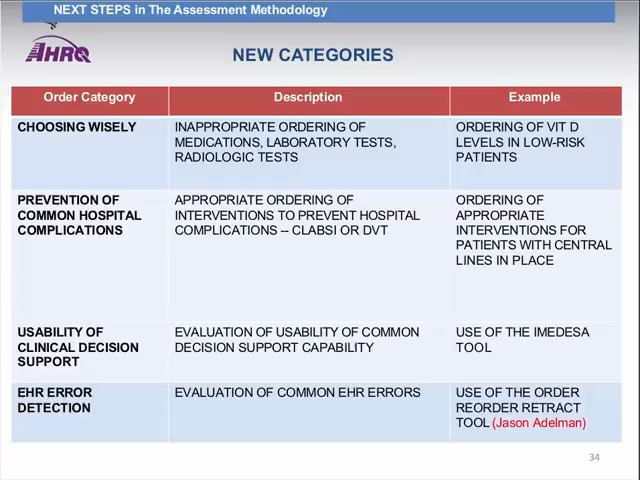 NEXT STEPS in The Assessment Methodology
AHRQ
NEW CATEGORIES
Order Category
Description
Example
CHOOSING WISELY
INAPPROPRIATE ORDERING OF
MEDICATIONS, LABORATORY TESTS,
RADIOLOGIC TESTS
ORDERING OF VIT D
LEVELS IN LOW-RISK
PATIENTS
PREVENTION OF
COMMON HOSPITAL
COMPLICATIONS
APPROPRIATE ORDERING OF
INTERVENTIONS TO PREVENT HOSPITAL
COMPLICATIONS -- CLABSI OR DVT
ORDERING OF
APPROPRIATE
INTERVENTIONS FOR
PATIENTS WITH CENTRAL
LINES IN PLACE
USABILITY OF
CLINICAL DECISION
SUPPORT
EVALUATION OF USABILITY OF COMMON
DECISION SUPPORT CAPABILITY
USE OF THE IMEDESA
TOOL
EHR ERROR
DETECTION
EVALUATION OF COMMON EHR ERRORS
USE OF THE ORDER
REORDER RETRACT
TOOL (Jason Adelman)
34